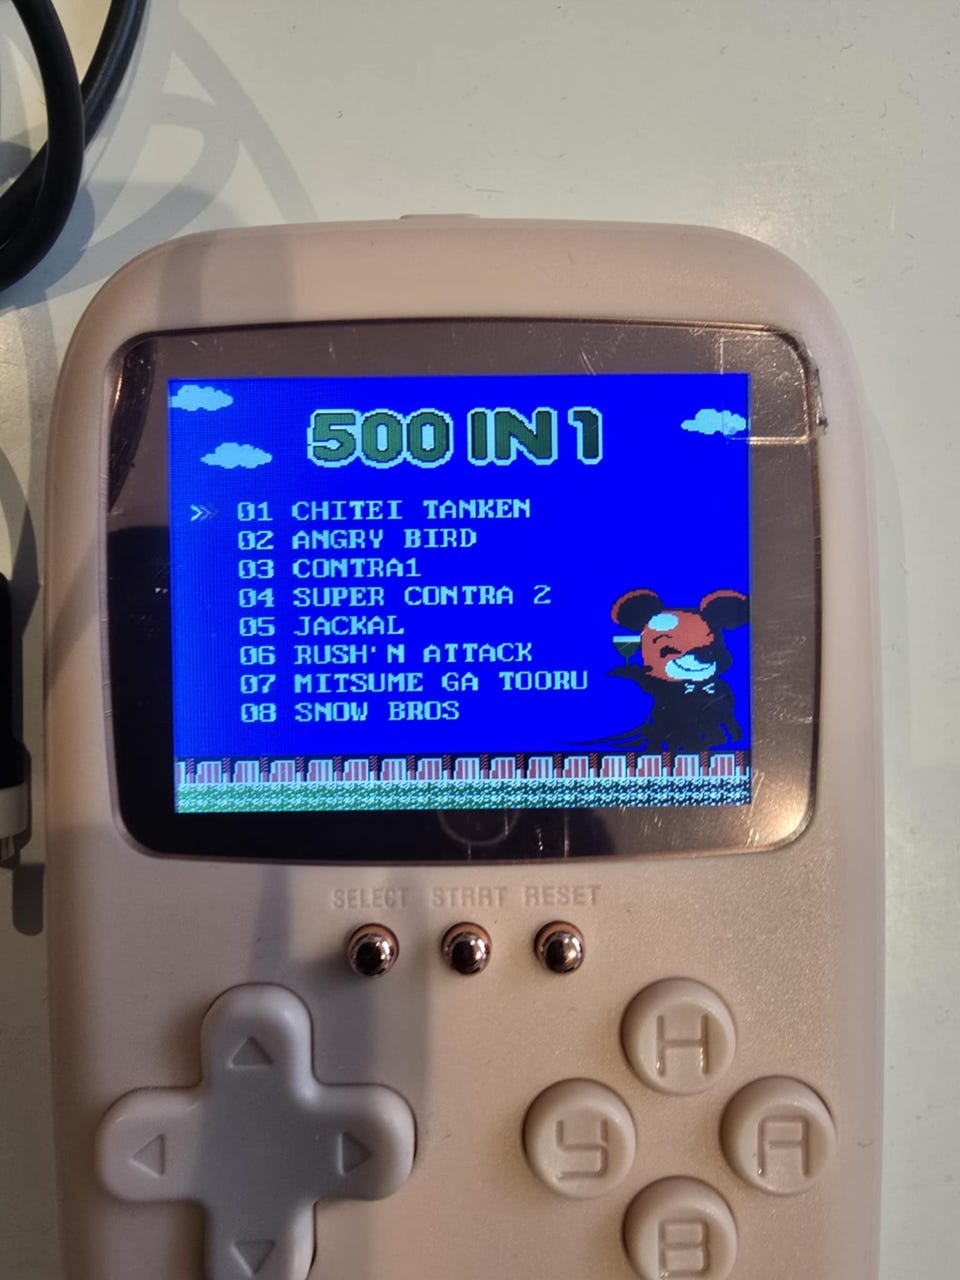 500 IN 1
» 01 CHITEI TANKEN
02 ANGRY BIRD
03 CONTRA1
04 SUPER CONTRA 2
05 JACKAL
06 RUSH'N ATTACK
07 MITSUME GA TOORU
08 SNOW BROS
SELECT START RESET
H
Y A
B